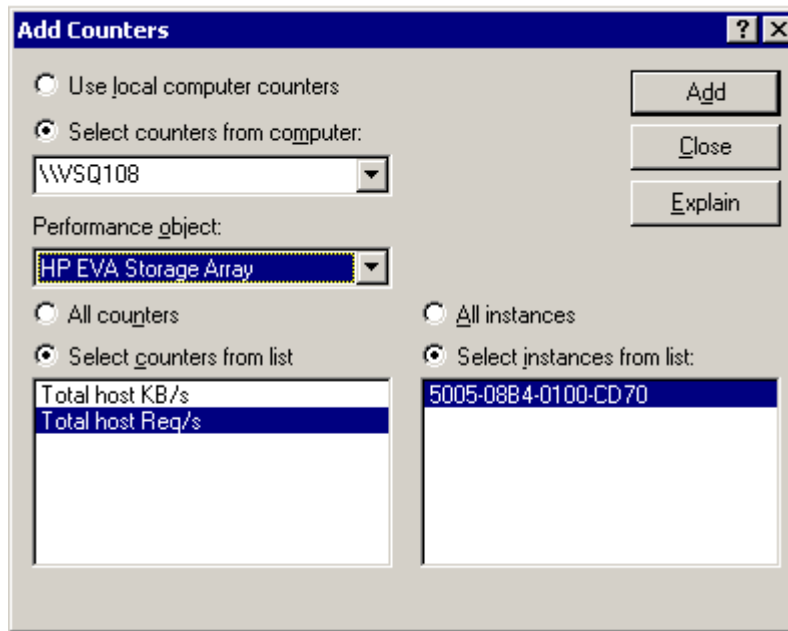 Add Counters
Use local computer counters
Add
Select counters from computer:
\\VSQ108
Close
Explain
Performance object:
HP EVA Storage Array
All counters
All instances
Select counters from list
Select instances from list:
Total host KB/s
5005-08B4-0100-CD70
Total host Req/s